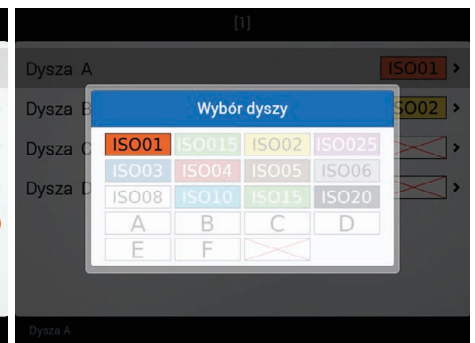 [1]
Dysza A ISO01 >
Dysza B SO02 >
Wybór dyszy
Dysza C >
Dysza D >
ISO01 ISO015 ISO02 ISO025
ISO03 ISO04 ISO05 ISO06
ISO08 ISO10 ISO15 ISO20
A B C D
E F
Dysza A